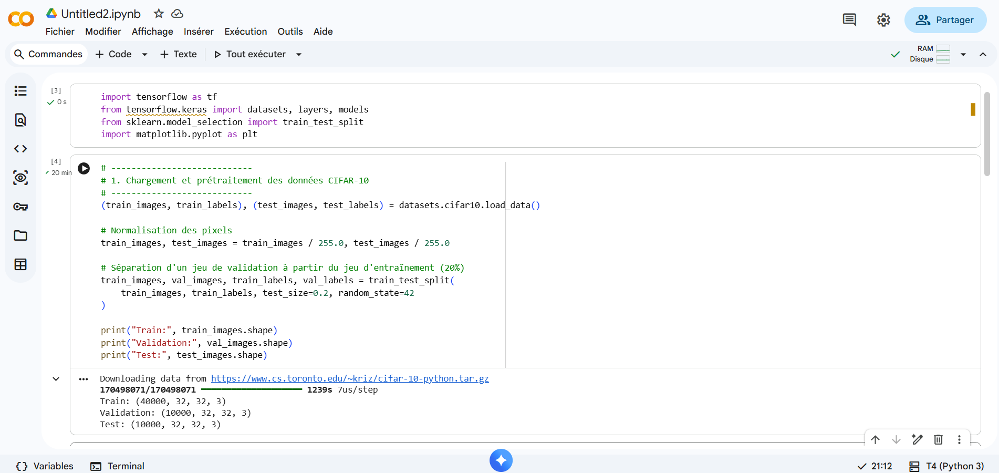 Untitled2.ipynb
Fichier Modifier Affichage Insérer Exécution Outils Aide
Partager
Commandes + Code + Texte Tout exécuter
RAM
Disque
[3]
0 s
import tensorflow as tf
from tensorflow.keras import datasets, layers, models
from sklearn.model_selection import train_test_split
import matplotlib.pyplot as plt
[4]
20 min
# ----------------------------
# 1. Chargement et prétraitement des données CIFAR-10
# ----------------------------
(train_images, train_labels), (test_images, test_labels) = datasets.cifar10.load_data()
# Normalisation des pixels
train_images, test_images = train_images / 255.0, test_images / 255.0
# Séparation d'un jeu de validation à partir du jeu d'entraînement (20%)
train_images, val_images, train_labels, val_labels = train_test_split(
    train_images, train_labels, test_size=0.2, random_state=42
)
print("Train:", train_images.shape)
print("Validation:", val_images.shape)
print("Test:", test_images.shape)
Downloading data from https://www.cs.toronto.edu/~kriz/cifar-10-python.tar.gz
170498071/170498071 ━━━━━━━━━━━━━━━━━━━━ 1239s 7us/step
Train: (40000, 32, 32, 3)
Validation: (10000, 32, 32, 3)
Test: (10000, 32, 32, 3)
Variables Terminal
21:12 T4 (Python 3)